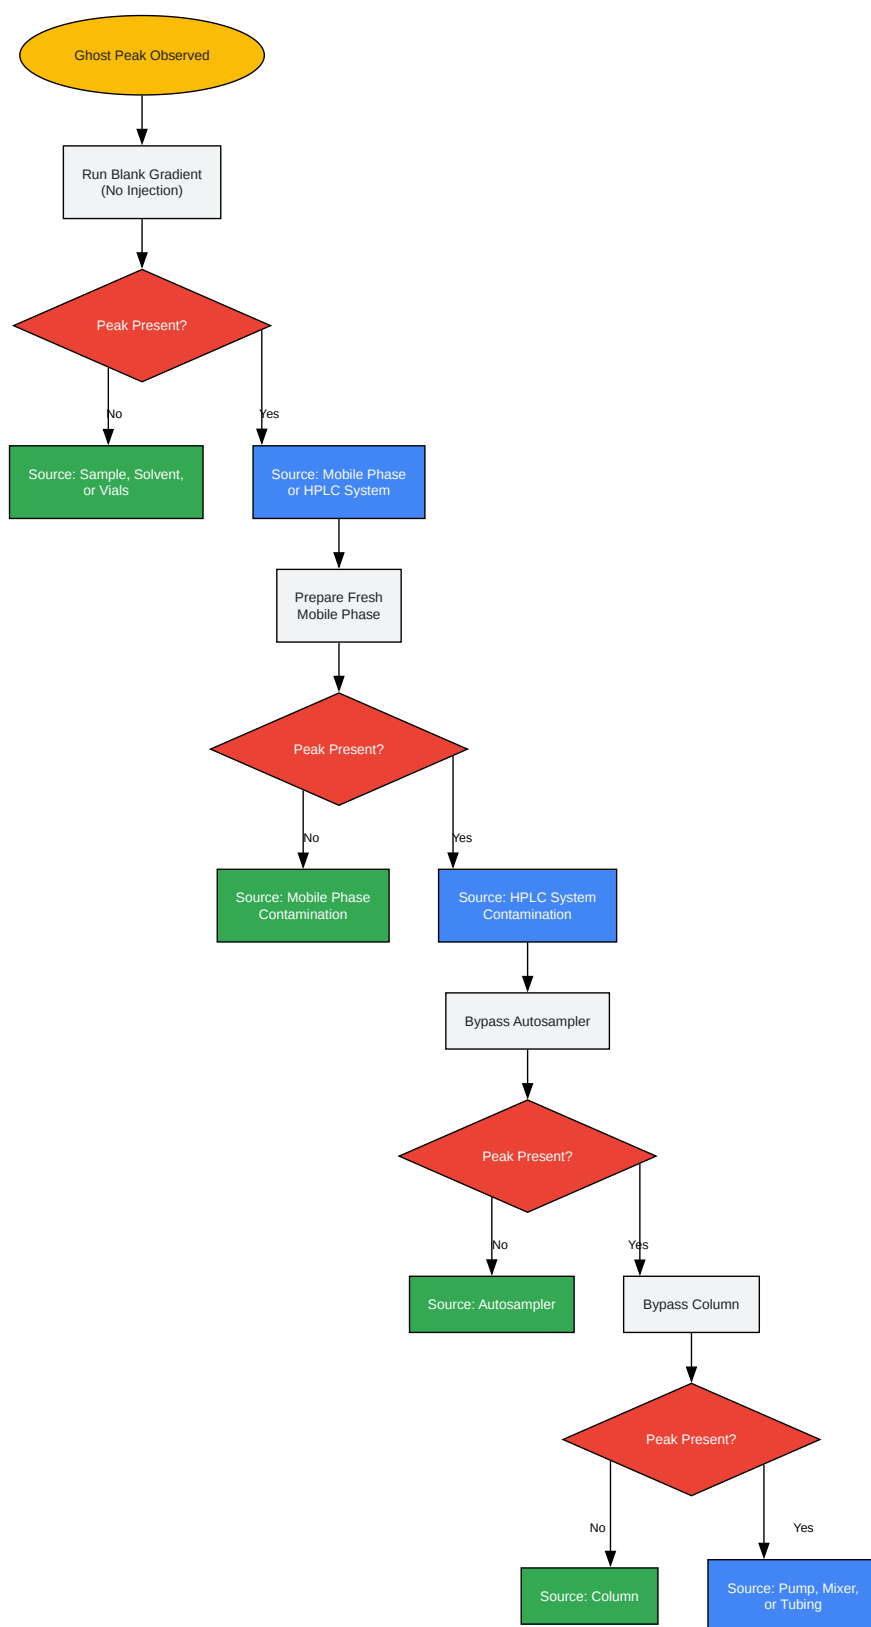 Ghost Peak Observed
Run Blank Gradient
(No Injection)
Peak Present?
No
Yes
Source: Sample, Solvent,
or Vials
Source: Mobile Phase
or HPLC System
Prepare Fresh
Mobile Phase
Peak Present?
No
Yes
Source: Mobile Phase
Contamination
Source: HPLC System
Contamination
Bypass Autosampler
Peak Present?
No
Yes
Source: Autosampler
Bypass Column
Peak Present?
No
Yes
Source: Column
Source: Pump, Mixer,
or Tubing